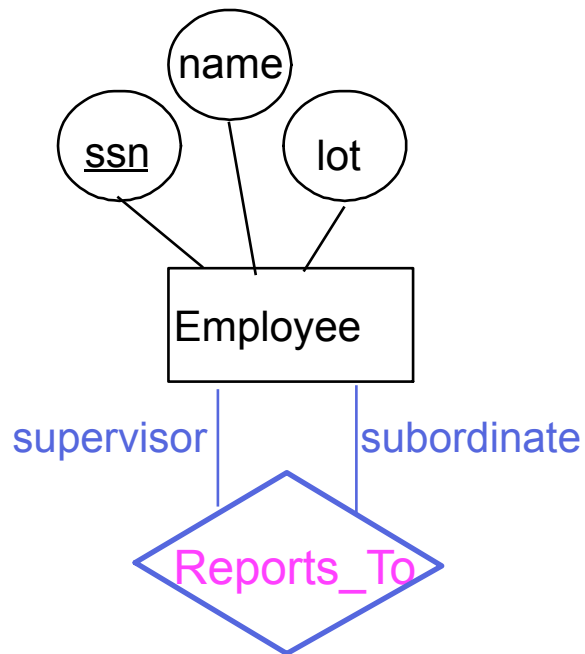 name
ssn
lot
Employee
supervisor
subordinate
Reports_To